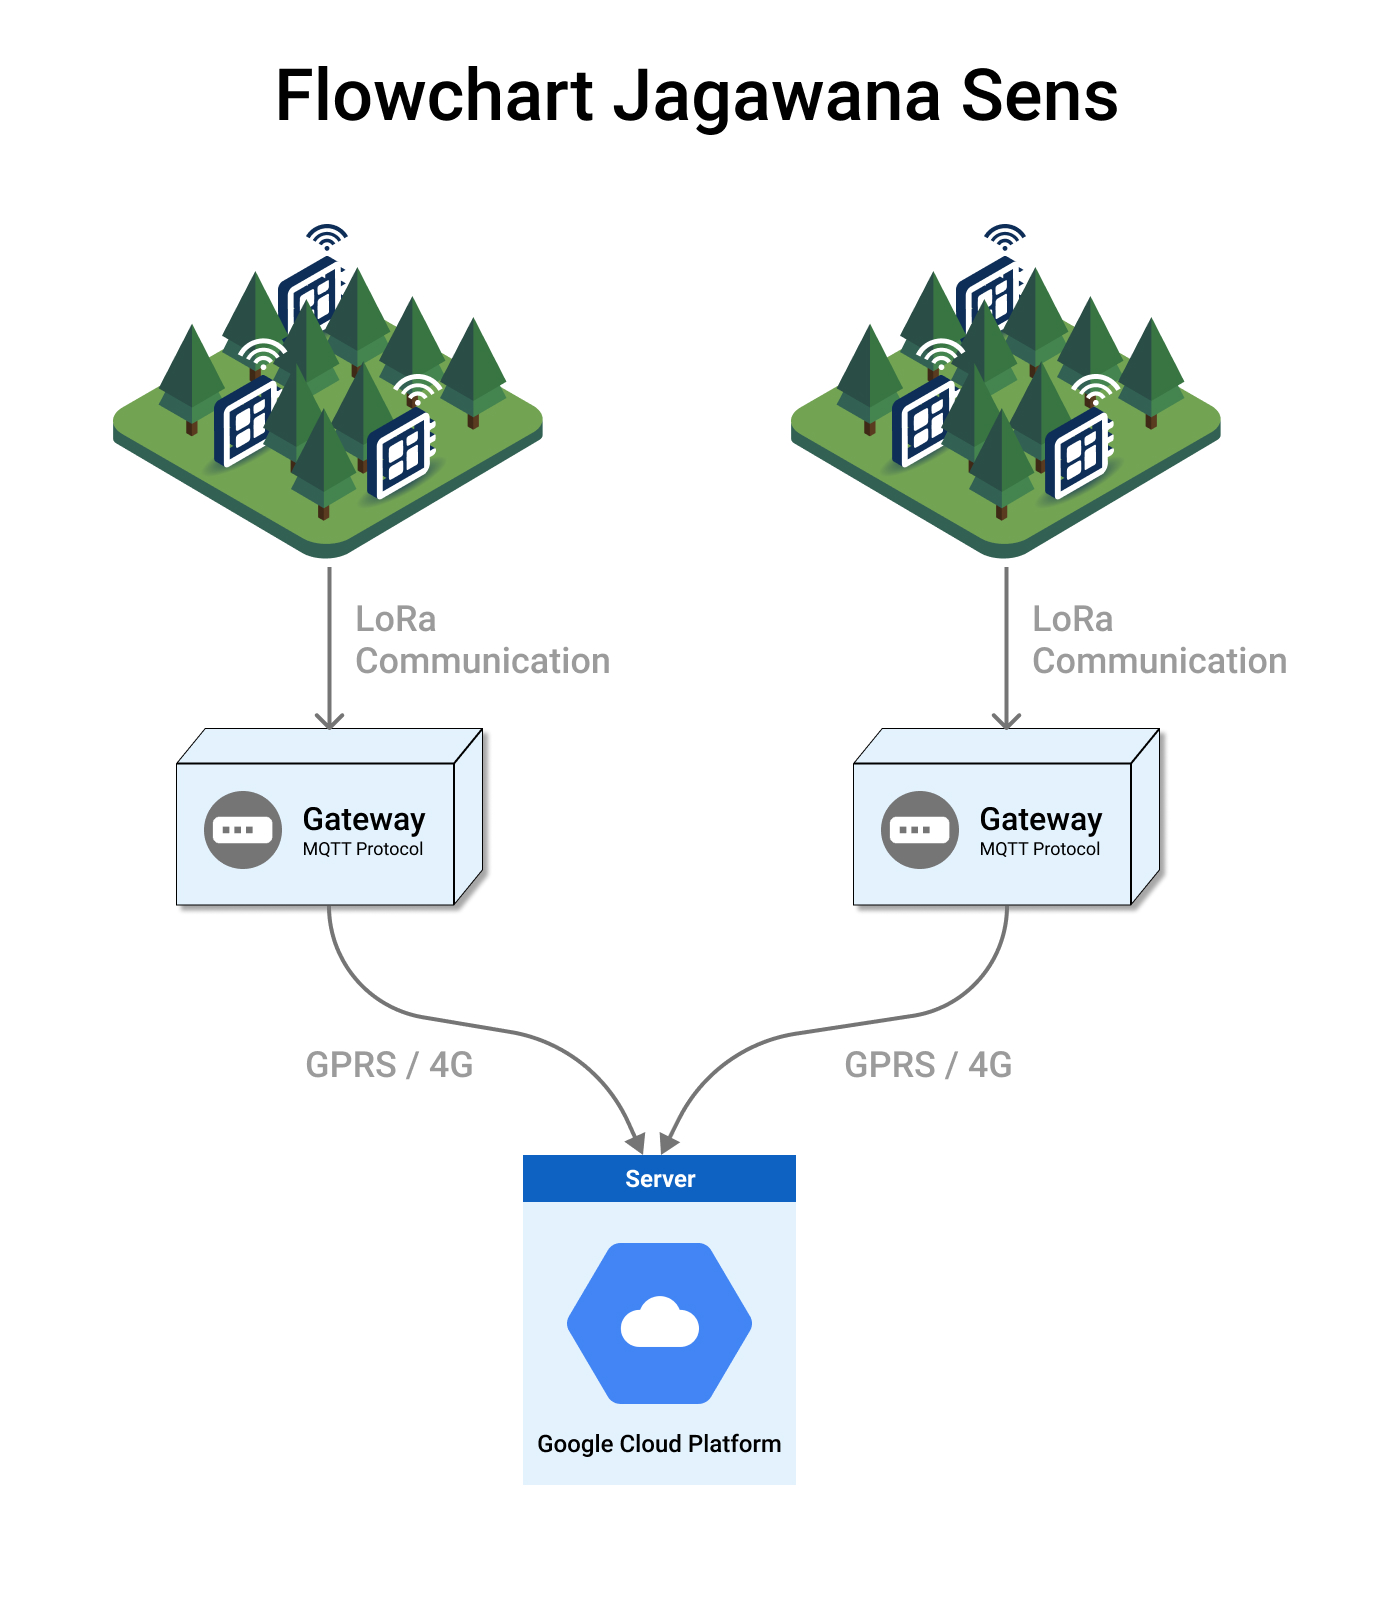 Flowchart Jagawana Sens
LoRa
Communication
LoRa
Communication
Gateway
MQTT Protocol
Gateway
MQTT Protocol
GPRS / 4G
GPRS / 4G
Server
Google Cloud Platform